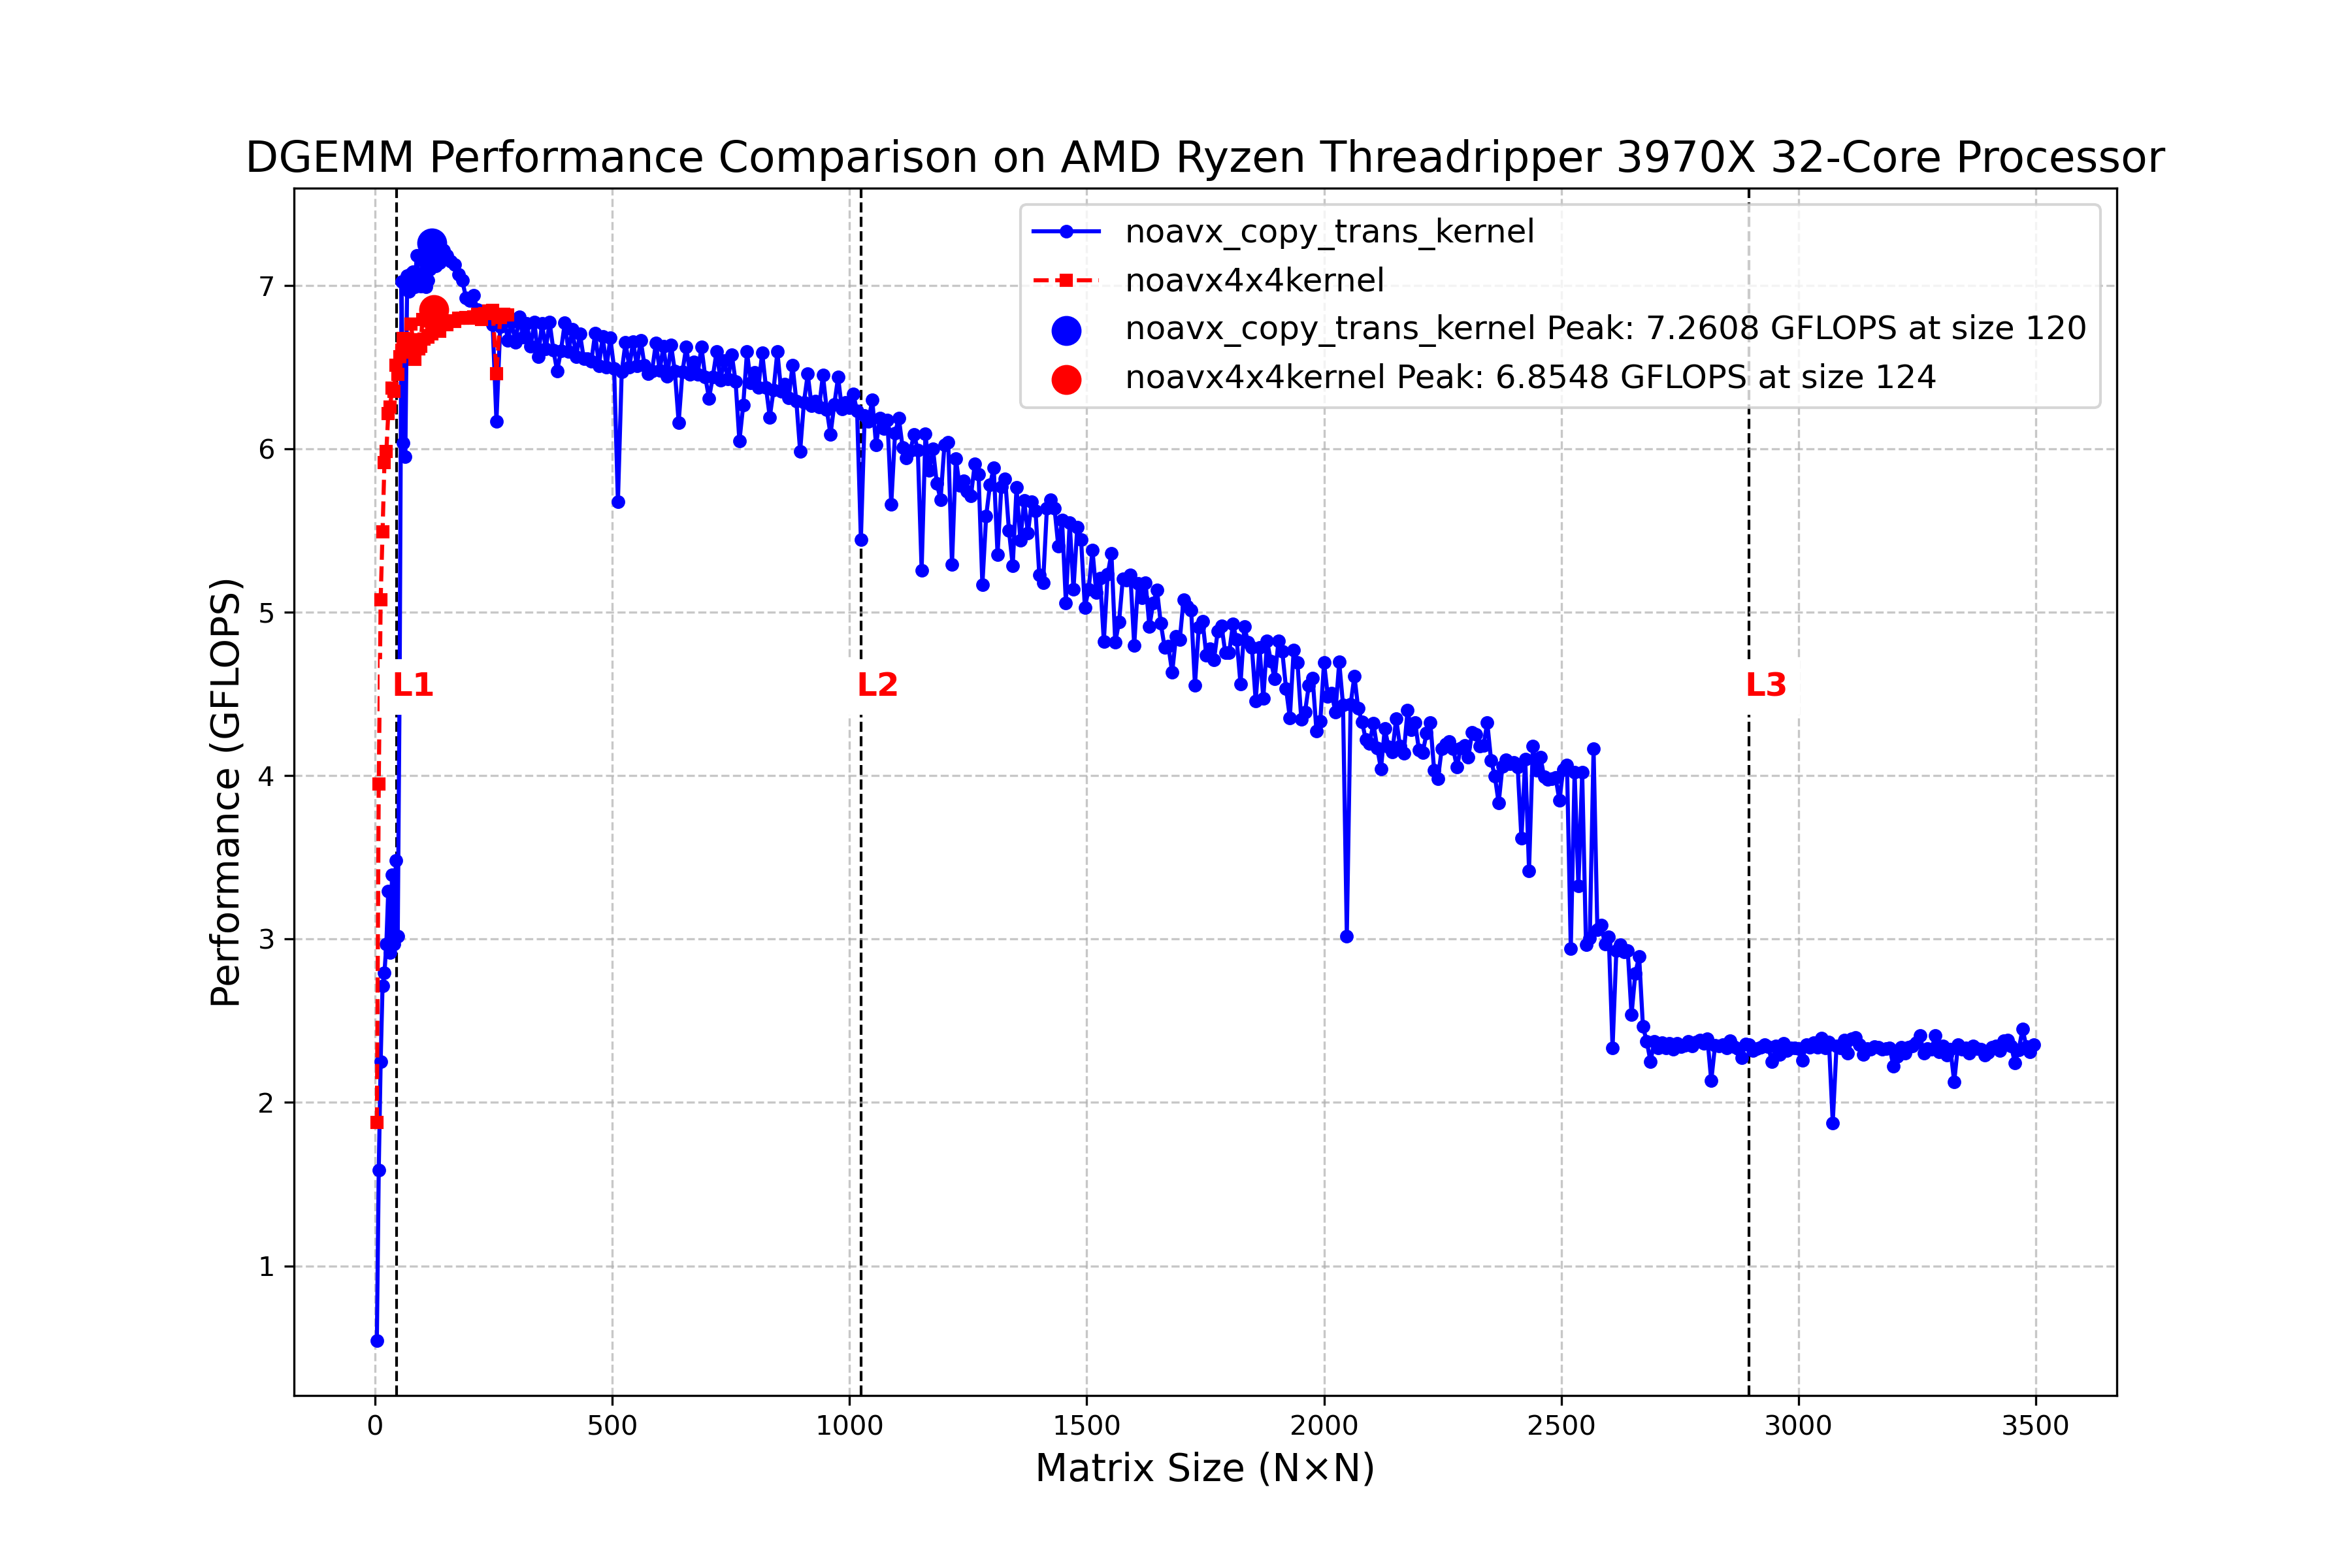 DGEMM Performance Comparison on AMD Ryzen Threadripper 3970X 32-Core Processor
noavx_copy_trans_kernel
noavx4x4kernel
noavx_copy_trans_kernel Peak: 7.2608 GFLOPS at size 120
noavx4x4kernel Peak: 6.8548 GFLOPS at size 124
Performance (GFLOPS)
7
6
5
4
3
2
1
L1
L2
L3
0 500 1000 1500 2000 2500 3000 3500
Matrix Size (N×N)